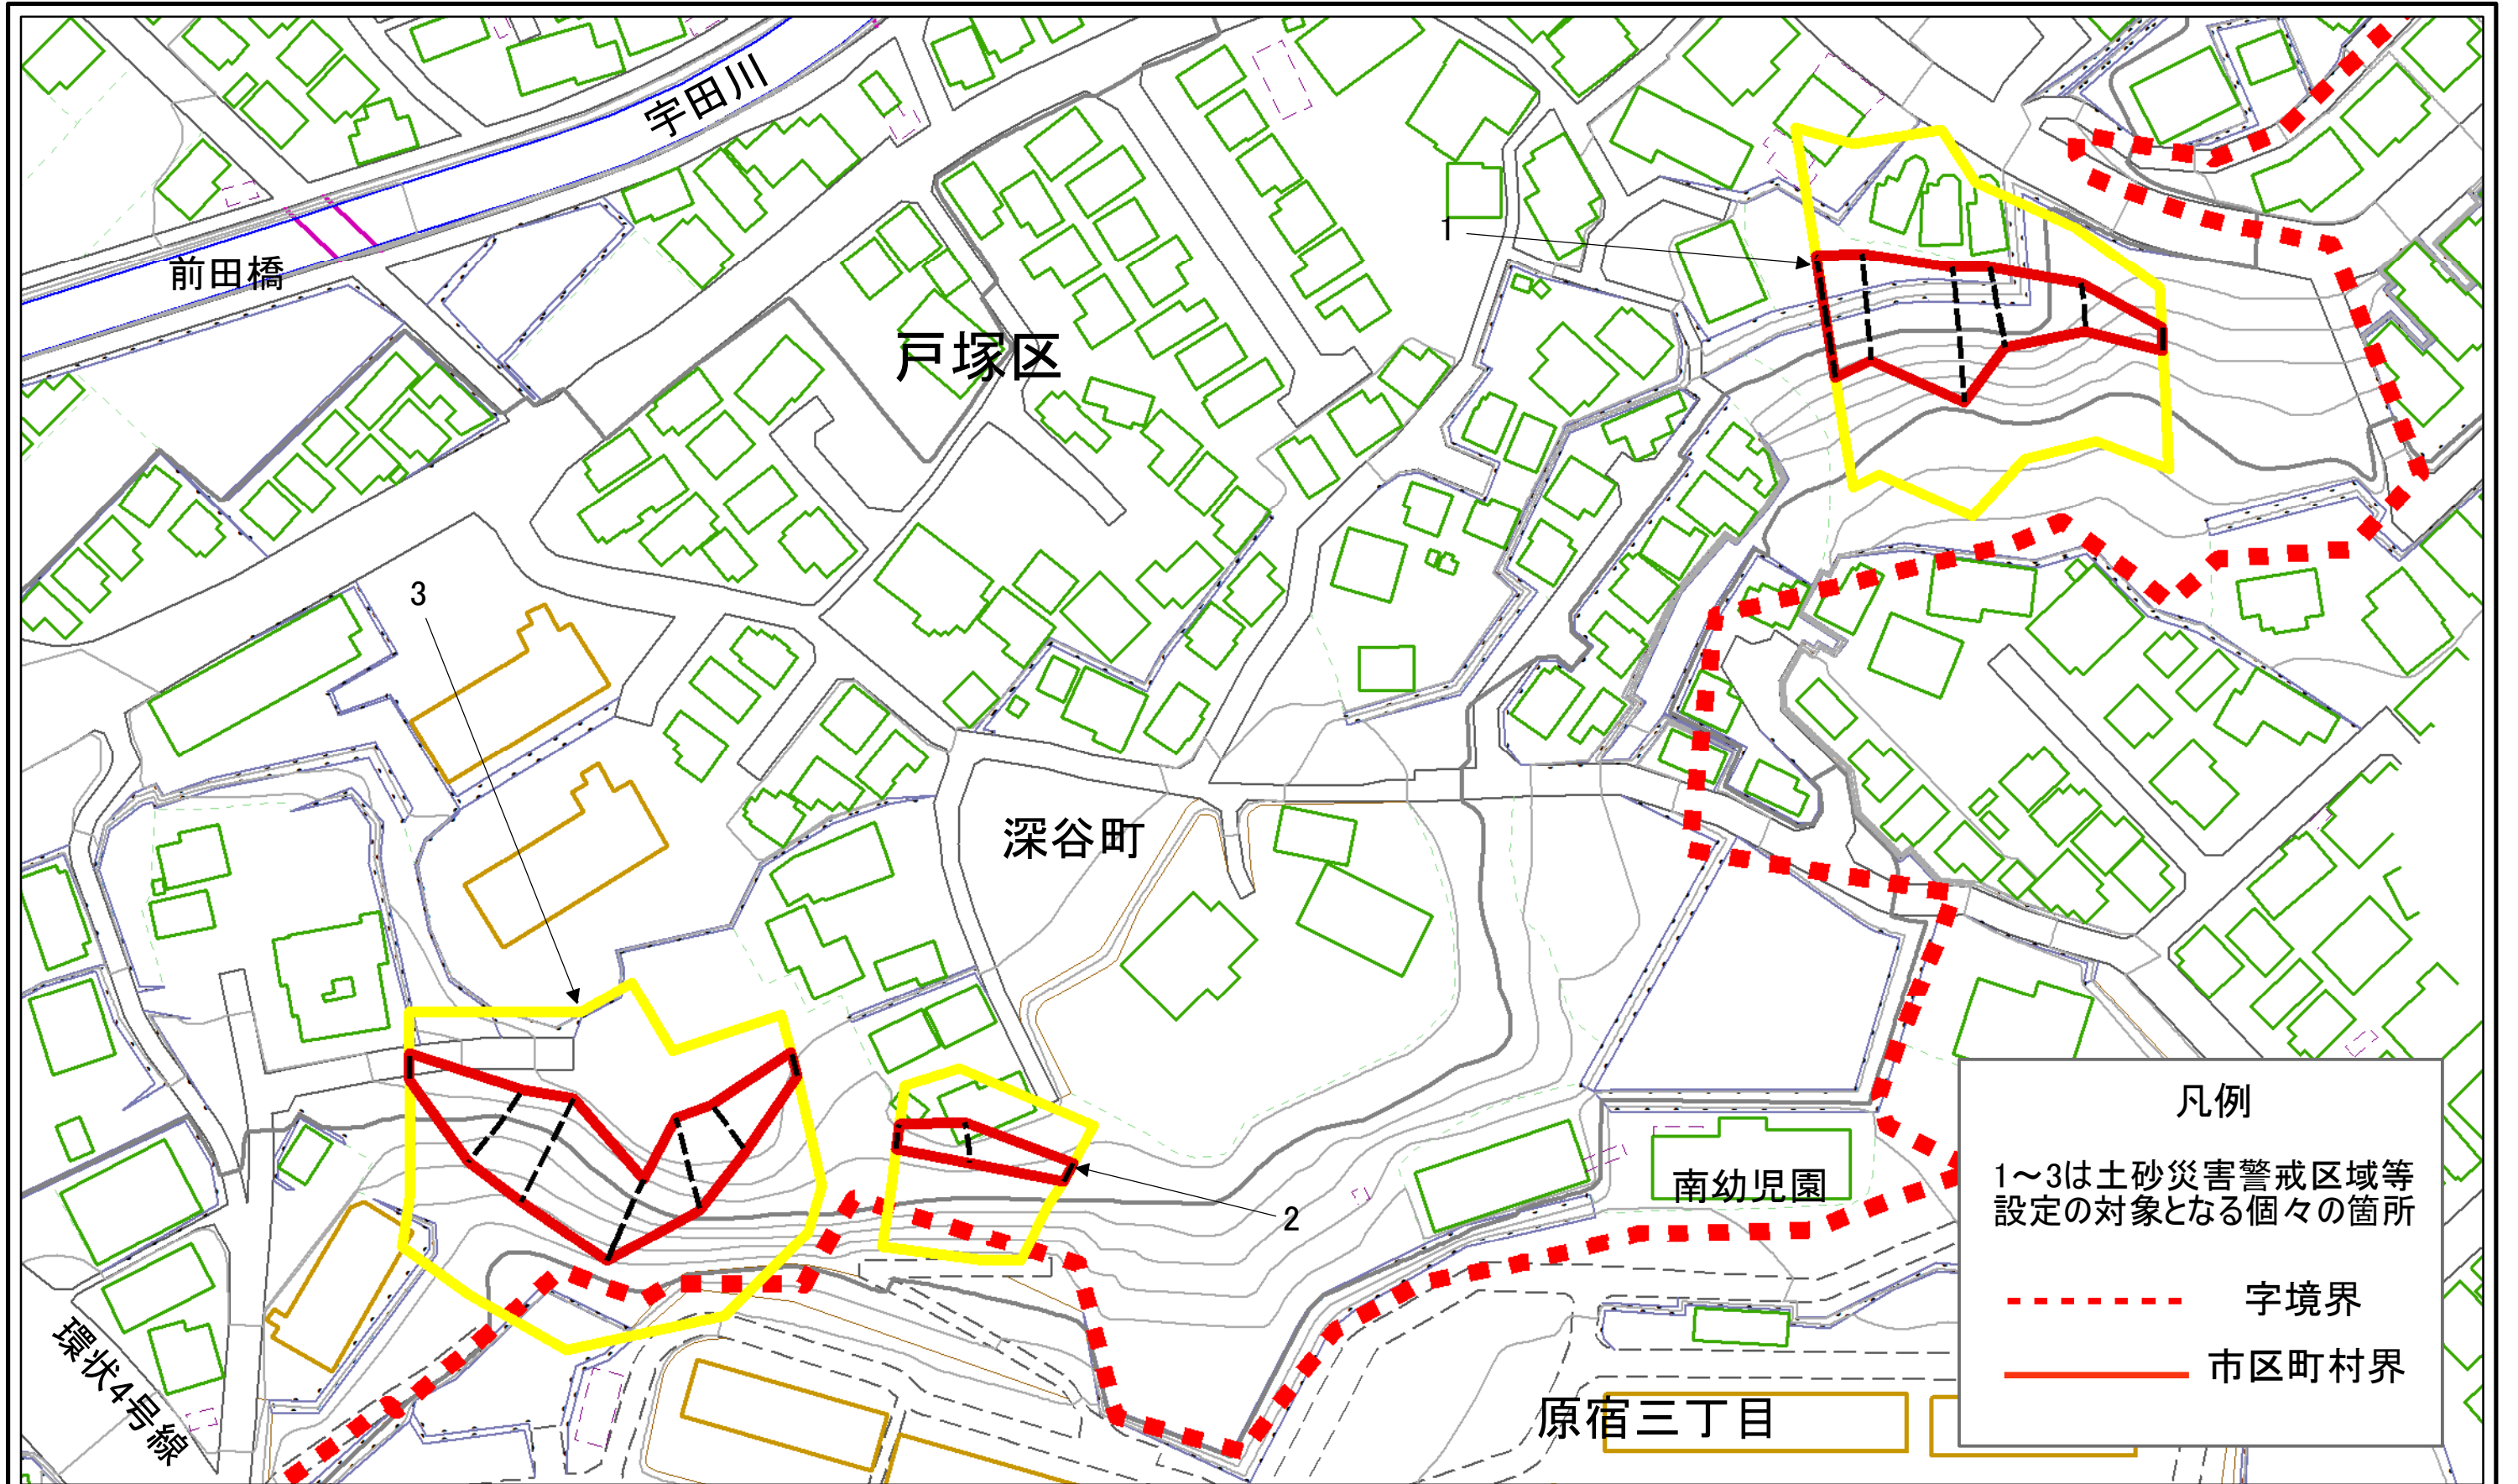 宇田川
前田橋
1
戸塚区
3
深谷町
2
南幼児園
環状4号線
原宿三丁目
凡例
1～3は土砂災害警戒区域等
設定の対象となる個々の箇所
字境界
市区町村界